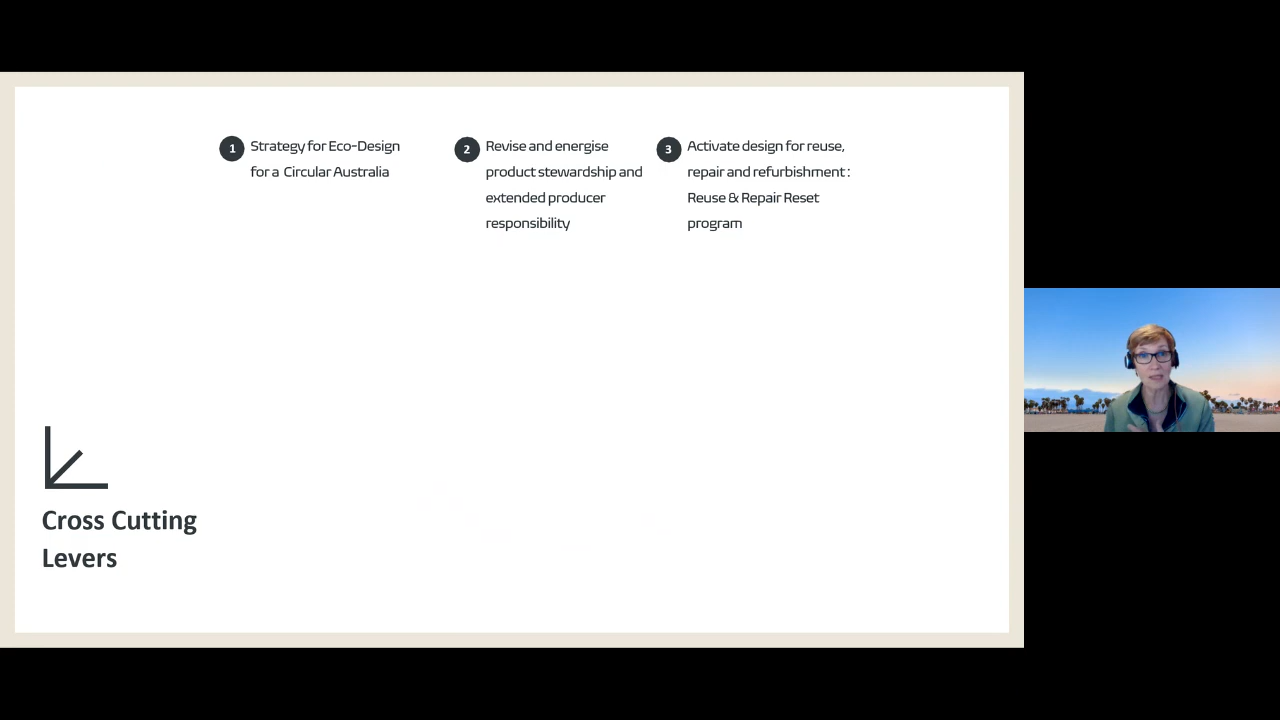 1 Strategy for Eco-Design
for a Circular Australia
2 Revise and energise
product stewardship and
extended producer
responsibility
3 Activate design for reuse,
repair and refurbishment :
Reuse & Repair Reset
program
Cross Cutting
Levers